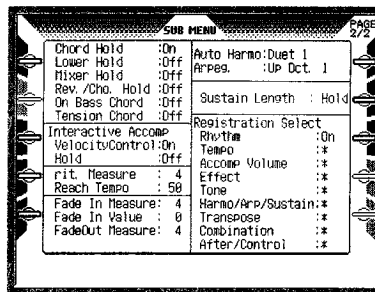 SUB MENU
PAGE
2/2
Chord Hold :On
Lower Hold :Off
Mixer Hold :Off
Rev./Cho. Hold :Off
On Bass Chord :Off
Tension Chord :Off
Interactive Accomp
VelocityControl:On
Hold :Off
rit. Measure : 4
Reach Tempo : 50
Fade In Measure: 4
Fade In Value : 0
FadeOut Measure: 4
Auto Harmo:Duet 1
Arpeg. :Up Oct. 1
Sustain Length : Hold
Registration Select
Rhythm :On
Tempo :*
Accomp Volume :*
Effect :*
Tone :*
Harmo/Arp/Sustain:*
Transpose :*
Combination :*
After/Control :*